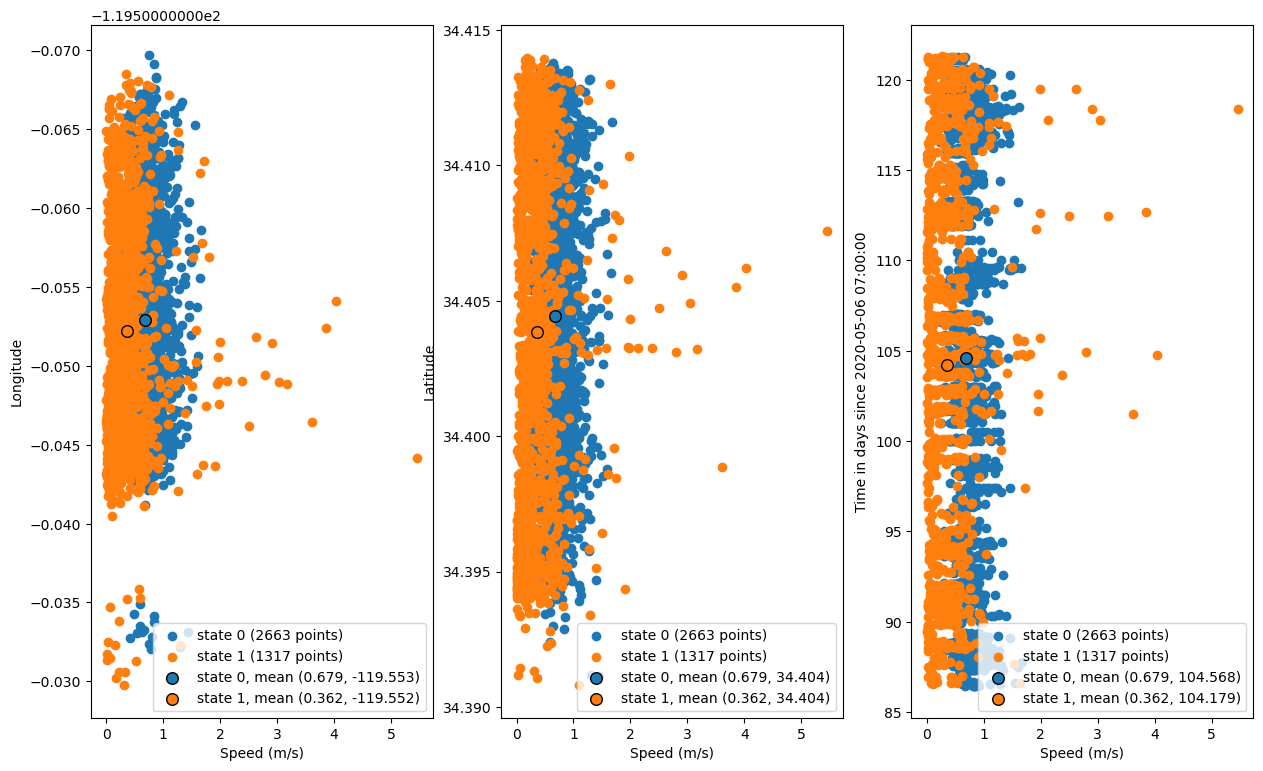 −1.1950000000e2
−0.070
−0.065
−0.060
−0.055
−0.050
−0.045
−0.040
−0.035
−0.030
Longitude
0 1 2 3 4 5
Speed (m/s)
state 0 (2663 points)
state 1 (1317 points)
state 0, mean (0.679, -119.553)
state 1, mean (0.362, -119.552)
34.415
34.410
34.405
34.400
34.395
34.390
Latitude
0 1 2 3 4 5
Speed (m/s)
state 0 (2663 points)
state 1 (1317 points)
state 0, mean (0.679, 34.404)
state 1, mean (0.362, 34.404)
120
115
110
105
100
95
90
85
Time in days since 2020-05-06 07:00:00
0 1 2 3 4 5
Speed (m/s)
state 0 (2663 points)
state 1 (1317 points)
state 0, mean (0.679, 104.568)
state 1, mean (0.362, 104.179)